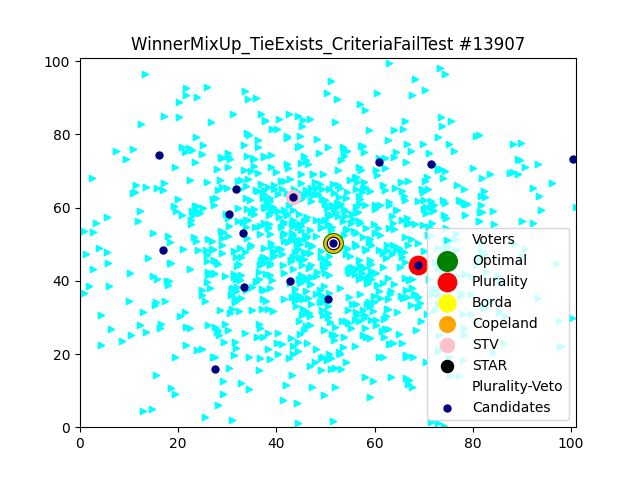 WinnerMixUp_TieExists_CriteriaFailTest #13907
100
80
60
40
20
0
0 20 40 60 80 100
Voters
Optimal
Plurality
Borda
Copeland
STV
STAR
Plurality-Veto
Candidates